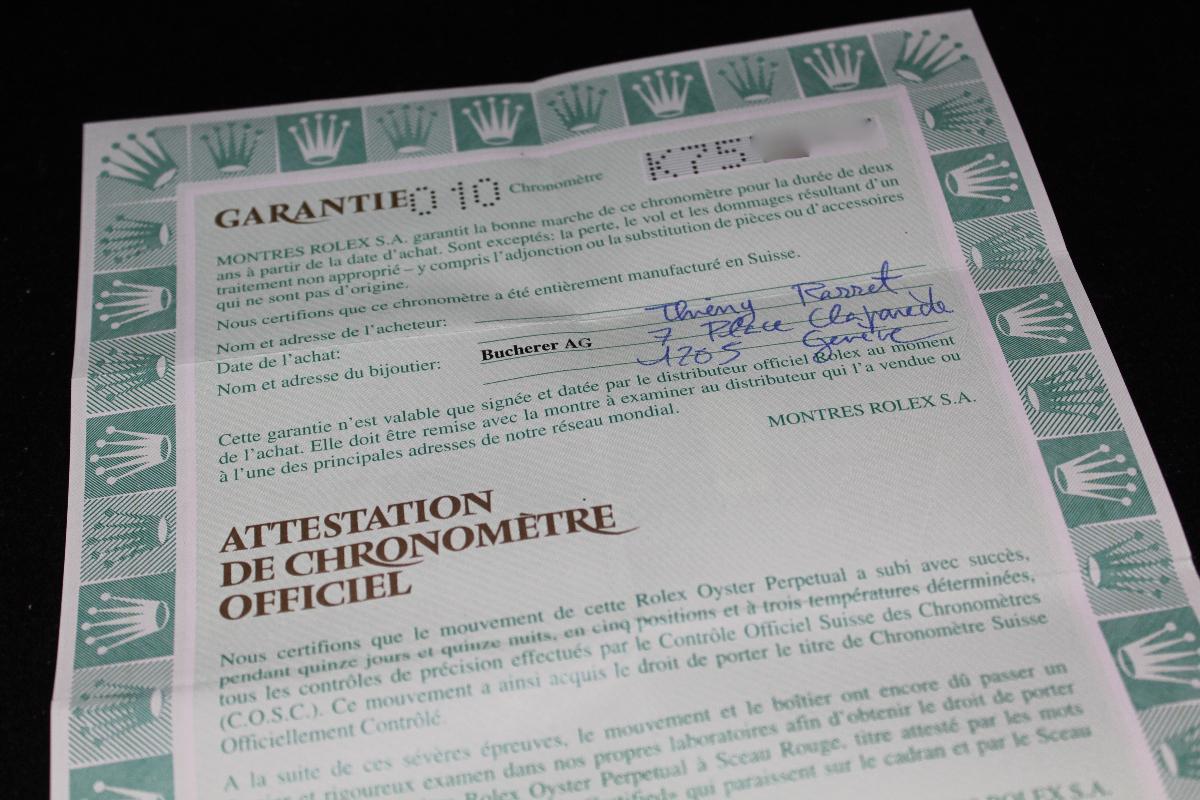 GARANTIE 010 Chronomètre K75
MONTRES ROLEX S.A. garantit la bonne marche de ce chronomètre pour la durée de deux
ans à partir de la date d'achat. Sont exceptés: la perte, le vol et les dommages résultant d'un
traitement non approprié – y compris l'adjonction ou la substitution de pièces ou d'accessoires
qui ne sont pas d'origine.
Nous certifions que ce chronomètre a été entièrement manufacturé en Suisse.
Nom et adresse de l'acheteur: Thierry
Date de l'achat: 7 Place Claparède
Nom et adresse du bijoutier: Bucherer AG 1205 Genève
Cette garantie n'est valable que signée et datée par le distributeur officiel Rolex au moment
de l'achat. Elle doit être remise avec la montre à examiner au distributeur qui l'a vendue ou
à l'une des principales adresses de notre réseau mondial.
MONTRES ROLEX S.A.
ATTESTATION
DE CHRONOMÈTRE
OFFICIEL
Nous certifions que le mouvement de cette Rolex Oyster Perpetual a subi avec succès,
pendant quinze jours et quinze nuits, en cinq positions et à trois températures déterminées,
tous les contrôles de précision effectués par le Contrôle Officiel Suisse des Chronomètres
(C.O.S.C.). Ce mouvement a ainsi acquis le droit de porter le titre de Chronomètre Suisse
Officiellement Contrôlé.
A la suite de ces sévères épreuves, le mouvement et le boîtier ont encore dû passer un
et rigoureux examen dans nos propres laboratoires afin d'obtenir le droit de porter
Rolex Oyster Perpetual à Sceau Rouge, titre attesté par les mots
qui paraissent sur le cadran et par le Sceau
S.A.